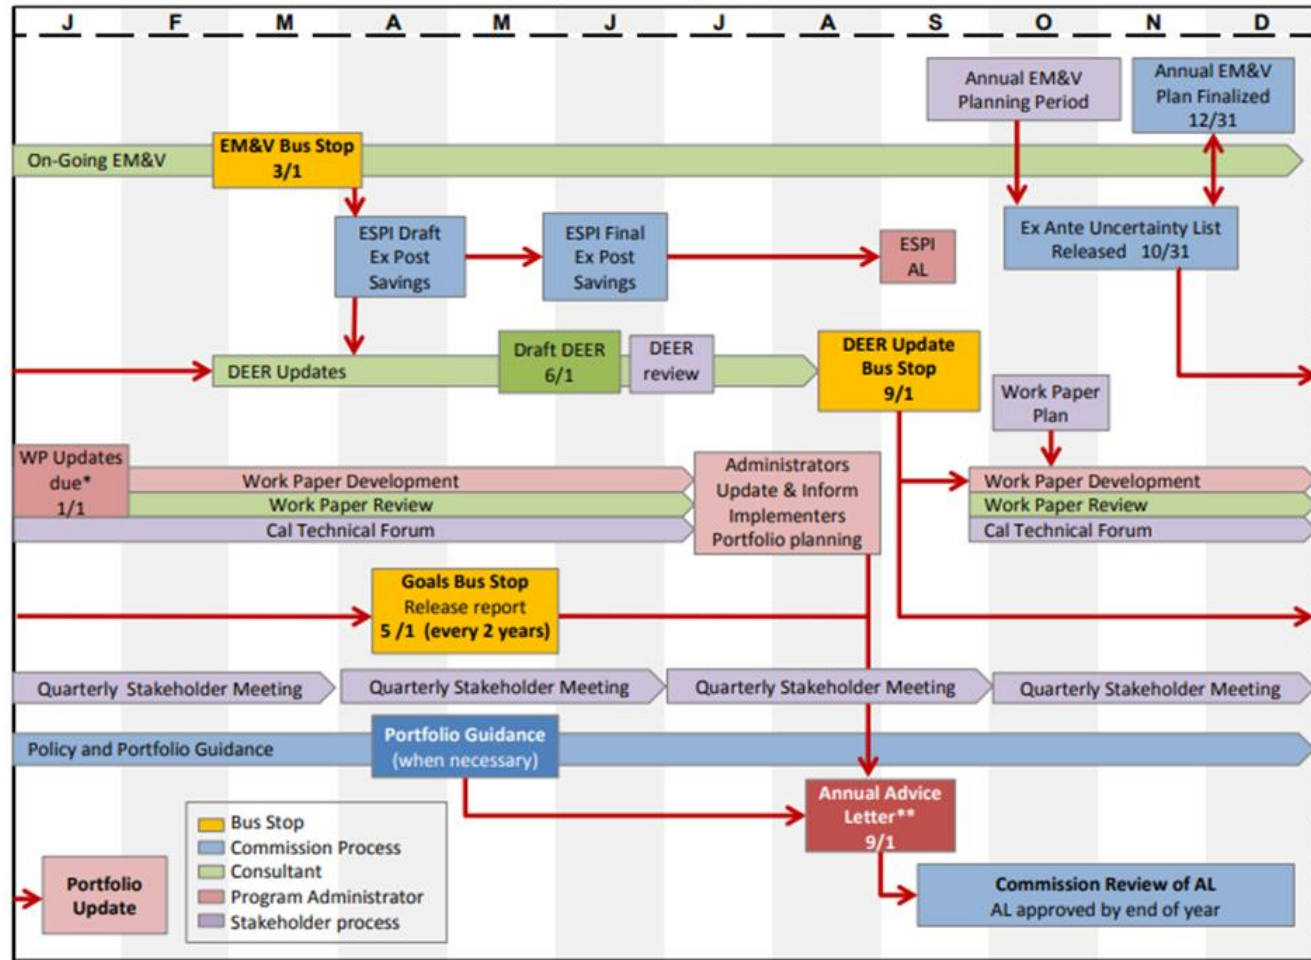 J F M A M J J A S O N D
Annual EM&V
Planning Period
Annual EM&V
Plan Finalized
12/31
On-Going EM&V
EM&V Bus Stop
3/1
ESPI Draft
Ex Post
Savings
ESPI Final
Ex Post
Savings
ESPI
AL
Ex Ante Uncertainty List
Released 10/31
DEER Updates
Draft DEER
6/1
DEER
review
DEER Update
Bus Stop
9/1
Work Paper
Plan
WP Updates
due*
1/1
Work Paper Development
Work Paper Review
Cal Technical Forum
Administrators
Update & Inform
Implementers
Portfolio planning
Work Paper Development
Work Paper Review
Cal Technical Forum
Goals Bus Stop
Release report
5 /1 (every 2 years)
Quarterly Stakeholder Meeting
Quarterly Stakeholder Meeting
Quarterly Stakeholder Meeting
Quarterly Stakeholder Meeting
Policy and Portfolio Guidance
Portfolio Guidance
(when necessary)
Annual Advice
Letter**
9/1
Bus Stop
Commission Process
Consultant
Program Administrator
Stakeholder process
Portfolio
Update
Commission Review of AL
AL approved by end of year